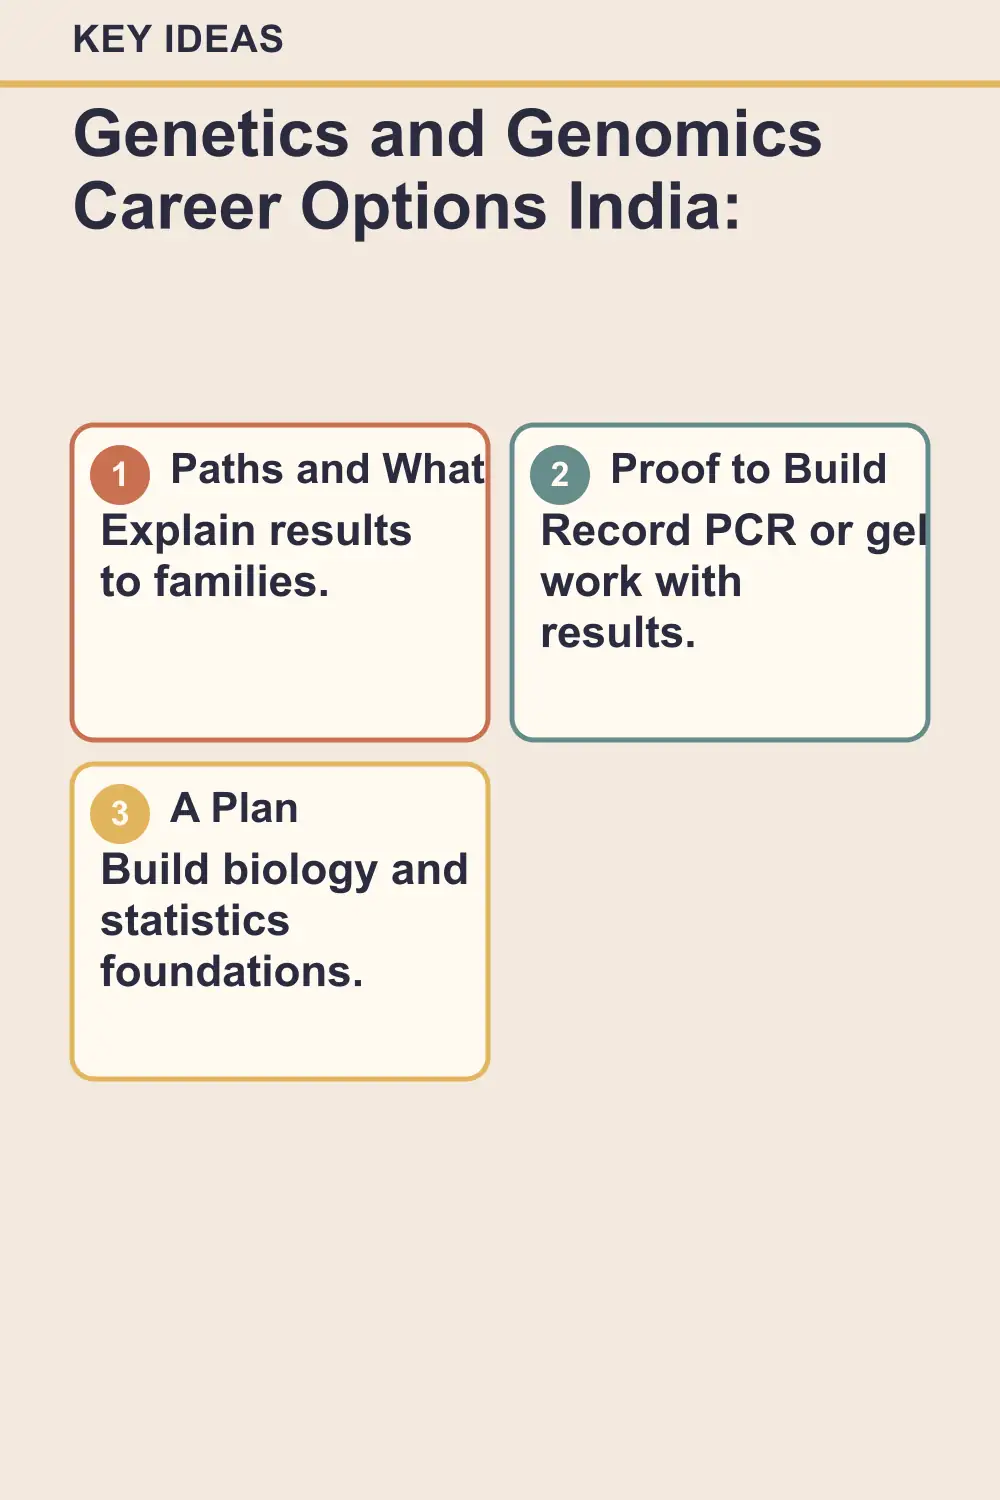 KEY IDEAS
Genetics and Genomics
Career Options India:
1 Paths and What
Explain results
to families.
2 Proof to Build
Record PCR or gel
work with
results.
3 A Plan
Build biology and
statistics
foundations.